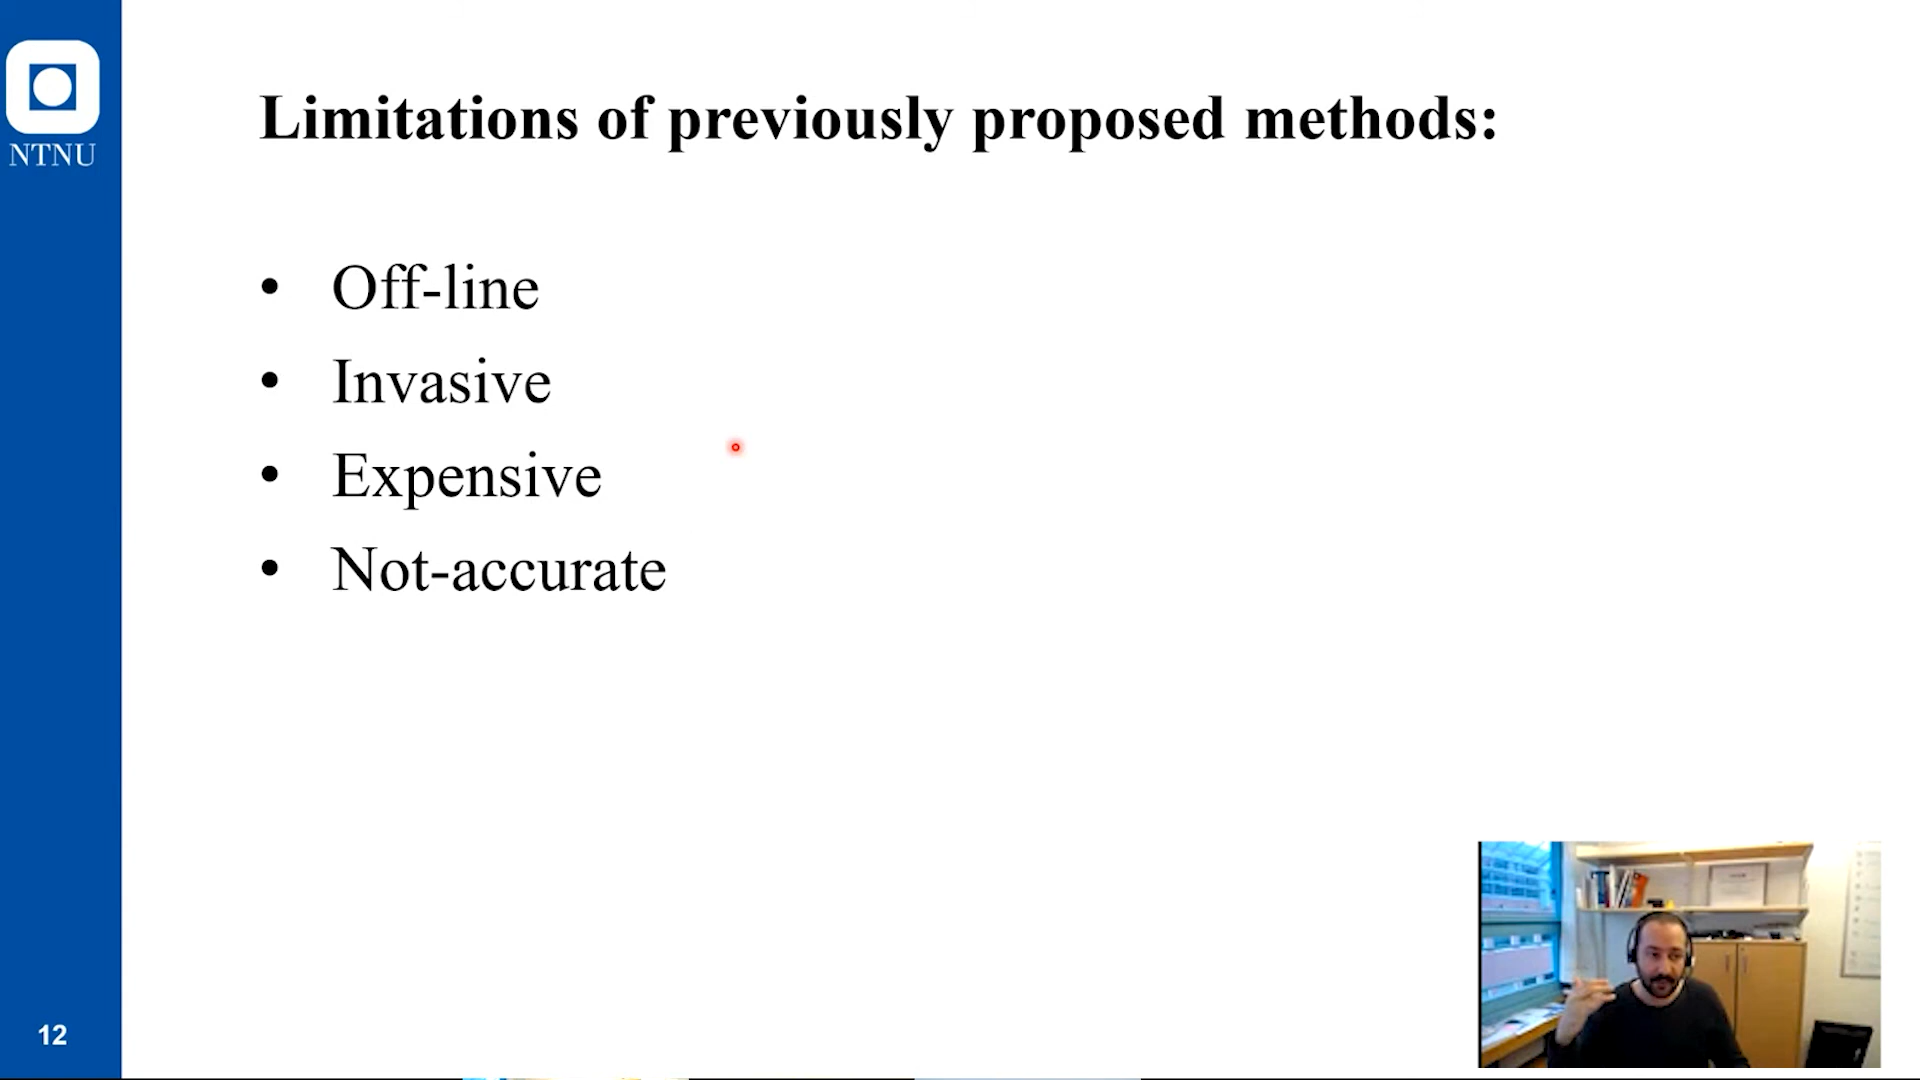 NTNU
Limitations of previously proposed methods:
• Off-line
• Invasive
• Expensive
• Not-accurate
12